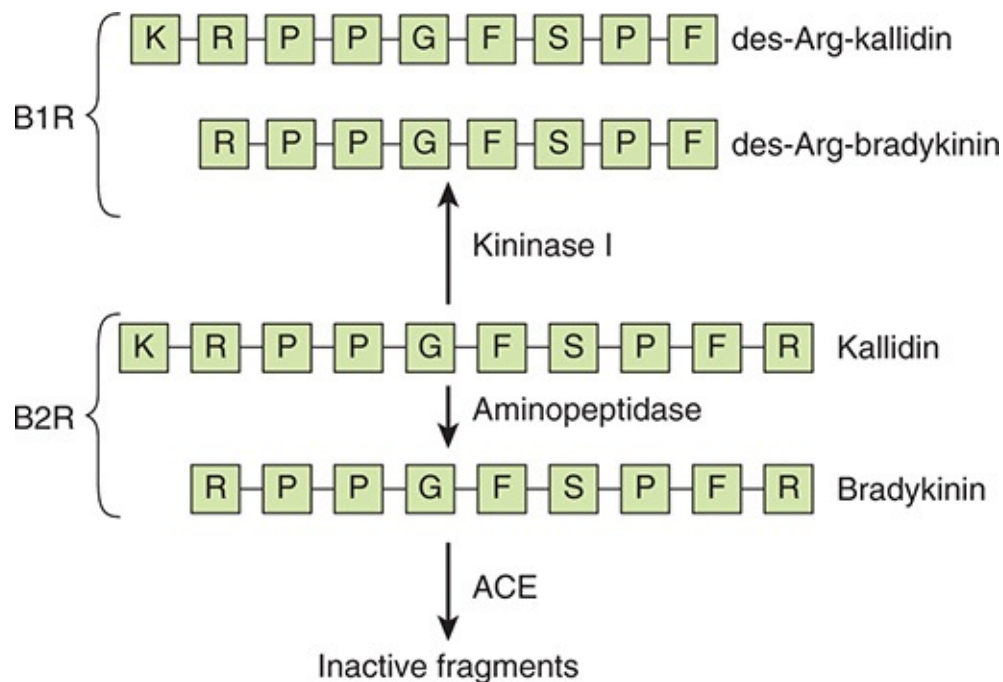 K R P P G F S P F des-Arg-kallidin
B1R
R P P G F S P F des-Arg-bradykinin
Kininase I
K R P P G F S P F R Kallidin
Aminopeptidase
B2R
R P P G F S P F R Bradykinin
ACE
Inactive fragments